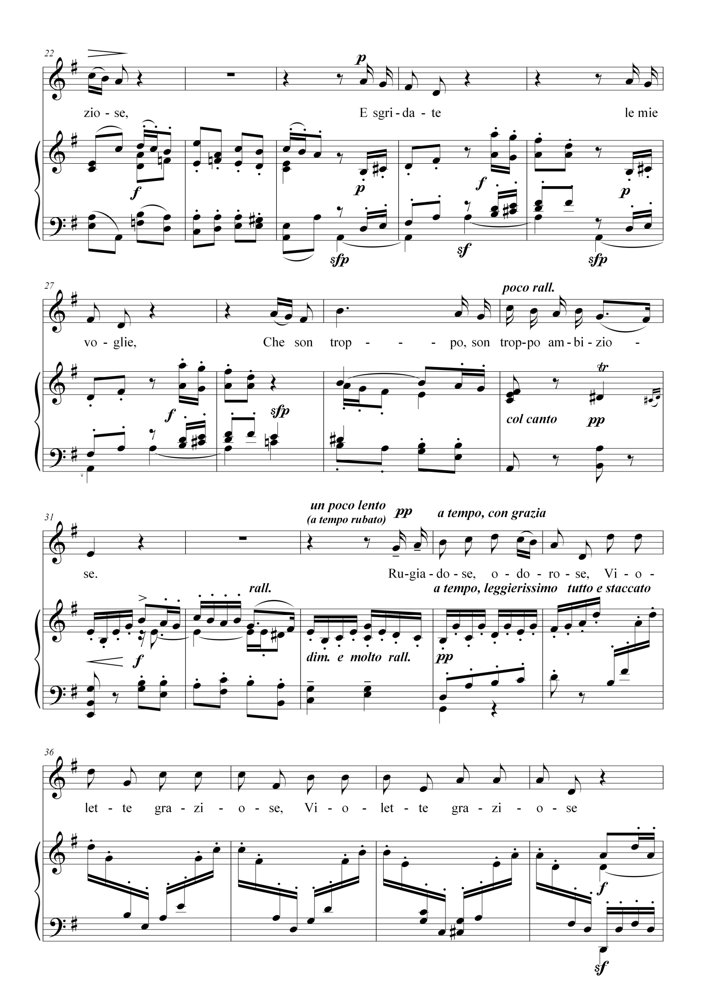 22
p
zio - se, E sgri - da - te le mie
f p f p
sfp sf sfp
27
poco rall.
vo - glie, Che son trop - - - po, son trop-po am - bi - zio -
tr
f sfp col canto pp
31
un poco lento
(a tempo rubato) pp a tempo, con grazia
se. Ru-gia - do - se, o - do - ro - se, Vi - o -
rall. a tempo, leggierissimo tutto e staccato
f dim. e molto rall. pp
36
let - te gra - zi - o - se, Vi - o - let - te gra - zi - o - se
f
sf